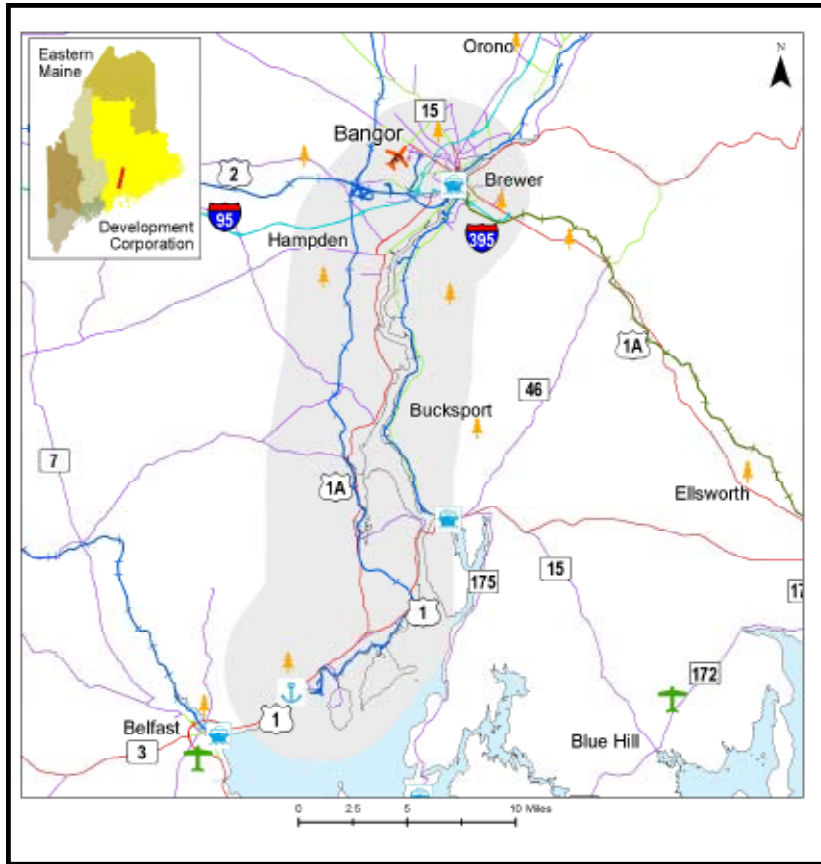 Eastern
Maine
Development
Corporation
Orono
N
15
Bangor
2
Brewer
95
Hampden
395
1A
46
Bucksport
7
1A
Ellsworth
175
15
1
172
1
Belfast
3
Blue Hill
0
2.5
5
10 Miles